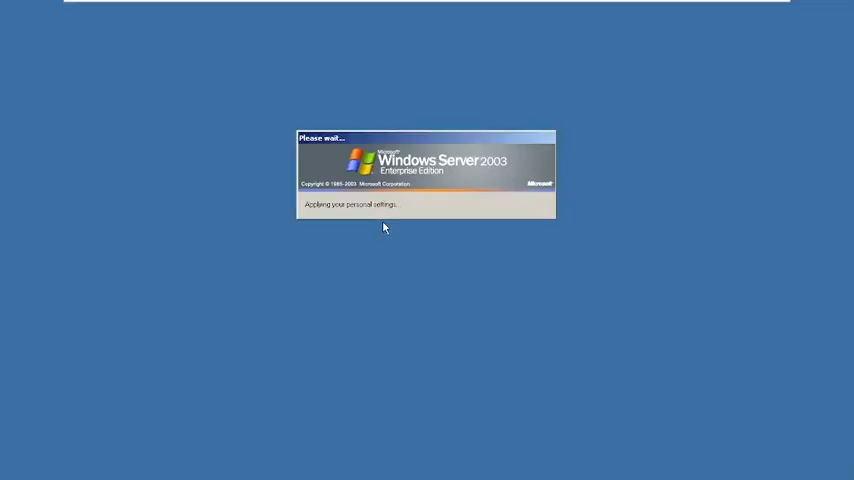 Please wait...
Microsoft
Windows Server 2003
Enterprise Edition
Copyright © 1985-2003 Microsoft Corporation
Microsoft
Applying your personal settings...